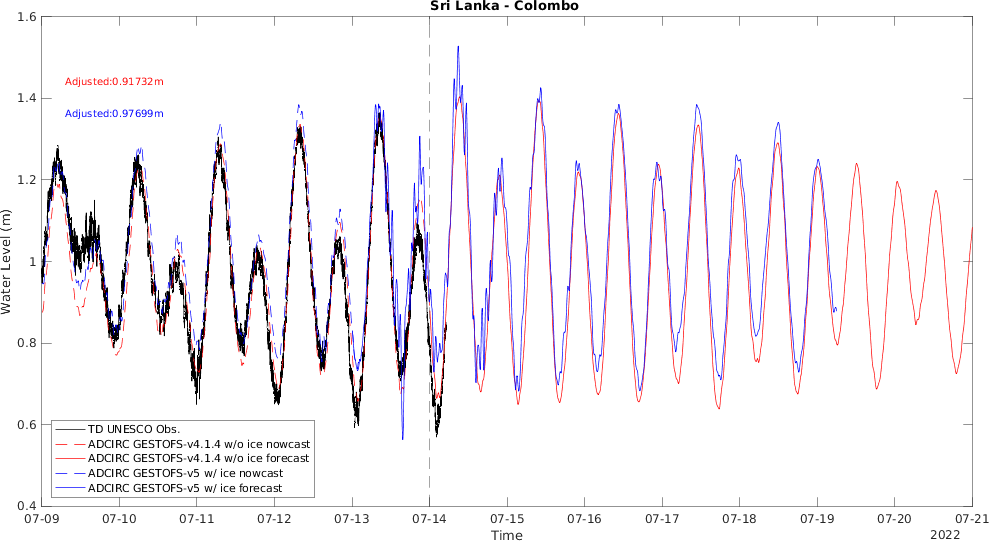 Sri Lanka - Colombo
1.6
1.4
1.2
1
0.8
0.6
0.4
Water Level (m)
Adjusted:0.91732m
Adjusted:0.97699m
TD UNESCO Obs.
ADCIRC GESTOFS-v4.1.4 w/o ice nowcast
ADCIRC GESTOFS-v4.1.4 w/o ice forecast
ADCIRC GESTOFS-v5 w/ ice nowcast
ADCIRC GESTOFS-v5 w/ ice forecast
07-09 07-10 07-11 07-12 07-13 07-14 07-15 07-16 07-17 07-18 07-19 07-20 07-21
Time
2022